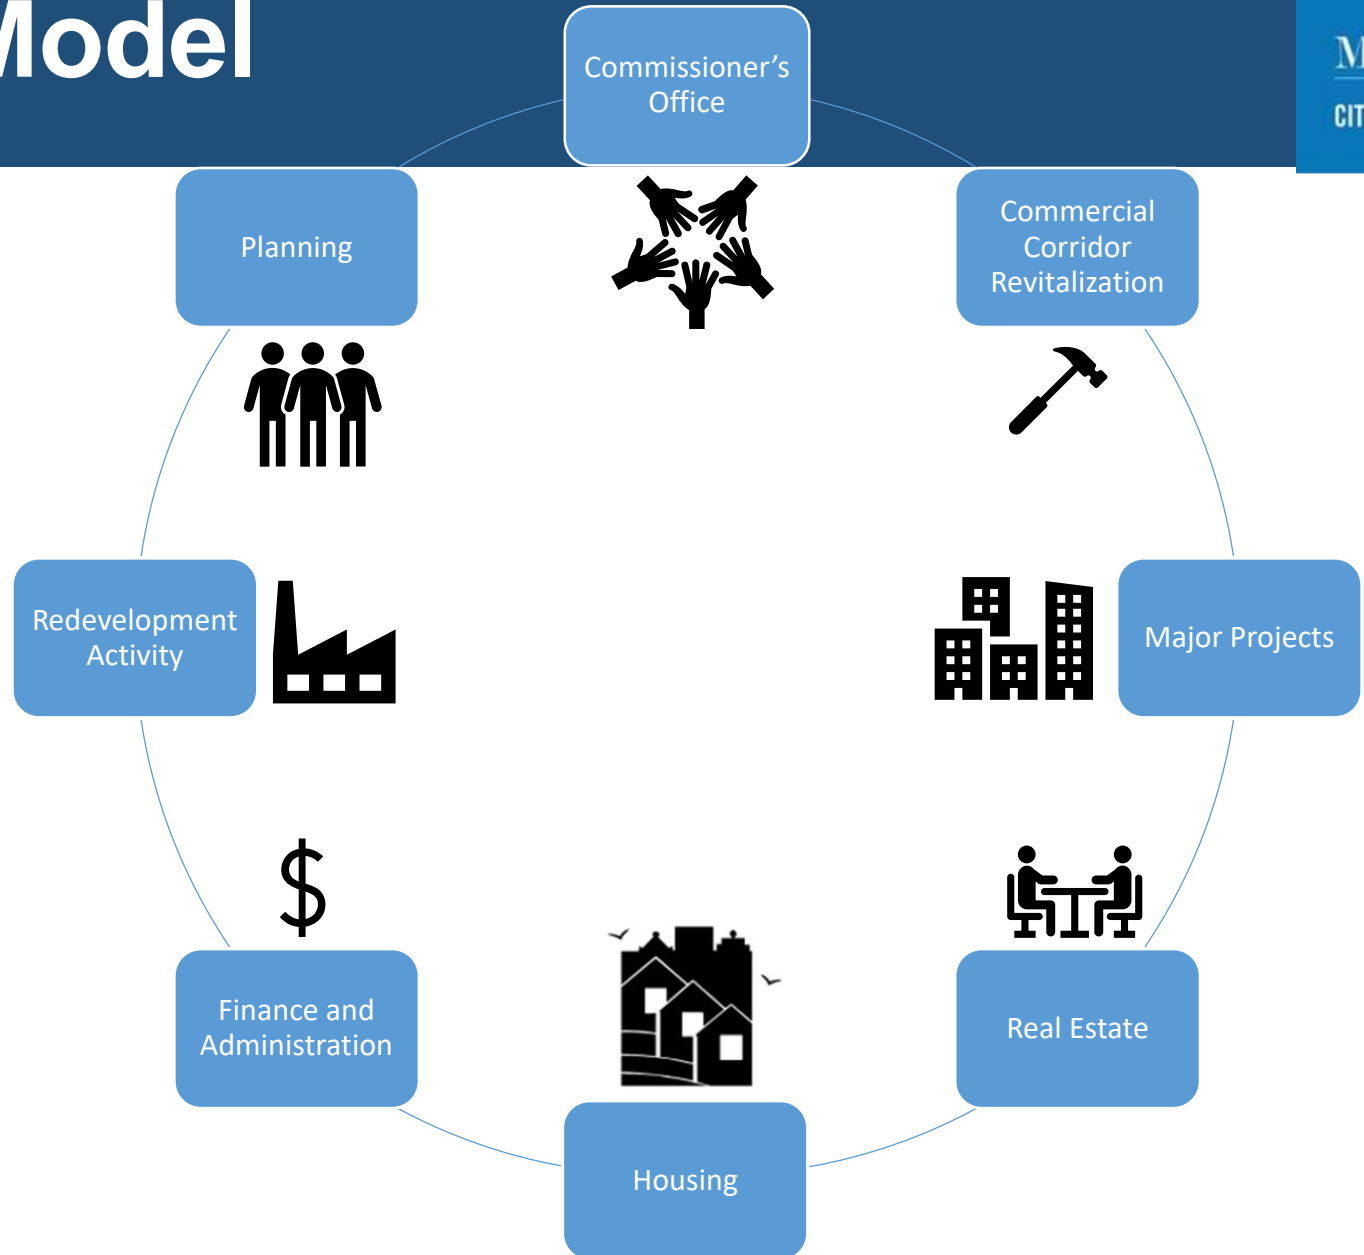 Model
Commissioner’s
Office
Commercial
Corridor
Revitalization
Major Projects
Real Estate
Housing
Finance and
Administration
Redevelopment
Activity
Planning